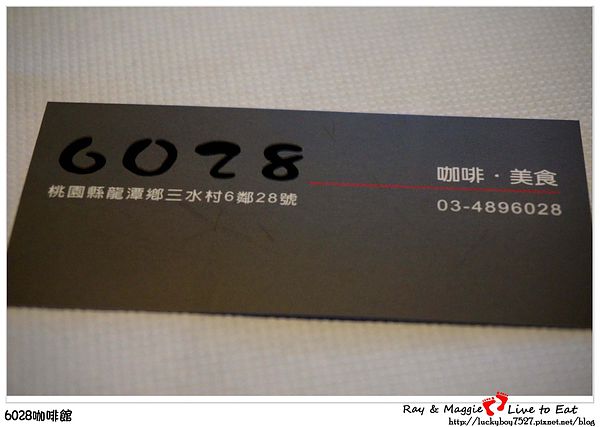 6028
桃園縣龍潭鄉三水村6鄰28號
咖啡·美食
03-4896028
6028咖啡館
Ray & Maggie Live to Eat
http://luckyboy7527.pixnet.net/blog